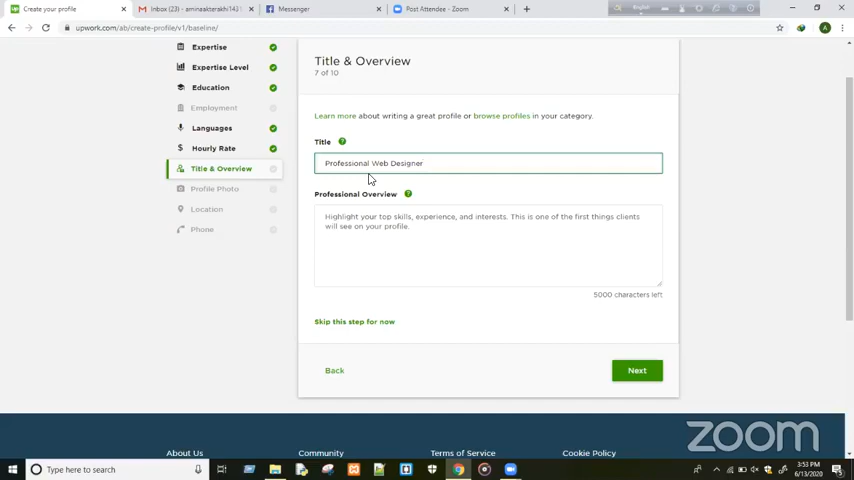 Create your profile
Inbox (23) - aminaakterakhi143
Messenger
Post Attendee - Zoom
English
upwork.com/ab/create-profile/v1/baseline/
A
Expertise
Expertise Level
Education
Employment
Languages
Hourly Rate
Title & Overview
Profile Photo
Location
Phone
Title & Overview
7 of 10
Learn more about writing a great profile or browse profiles in your category.
Title
Professional Web Designer
Professional Overview
Highlight your top skills, experience, and interests. This is one of the first things clients
will see on your profile.
5000 characters left
Skip this step for now
Back
Next
zoom
About Us
Community
Terms of Service
Cookie Policy
Type here to search
3:53 PM
6/13/2020